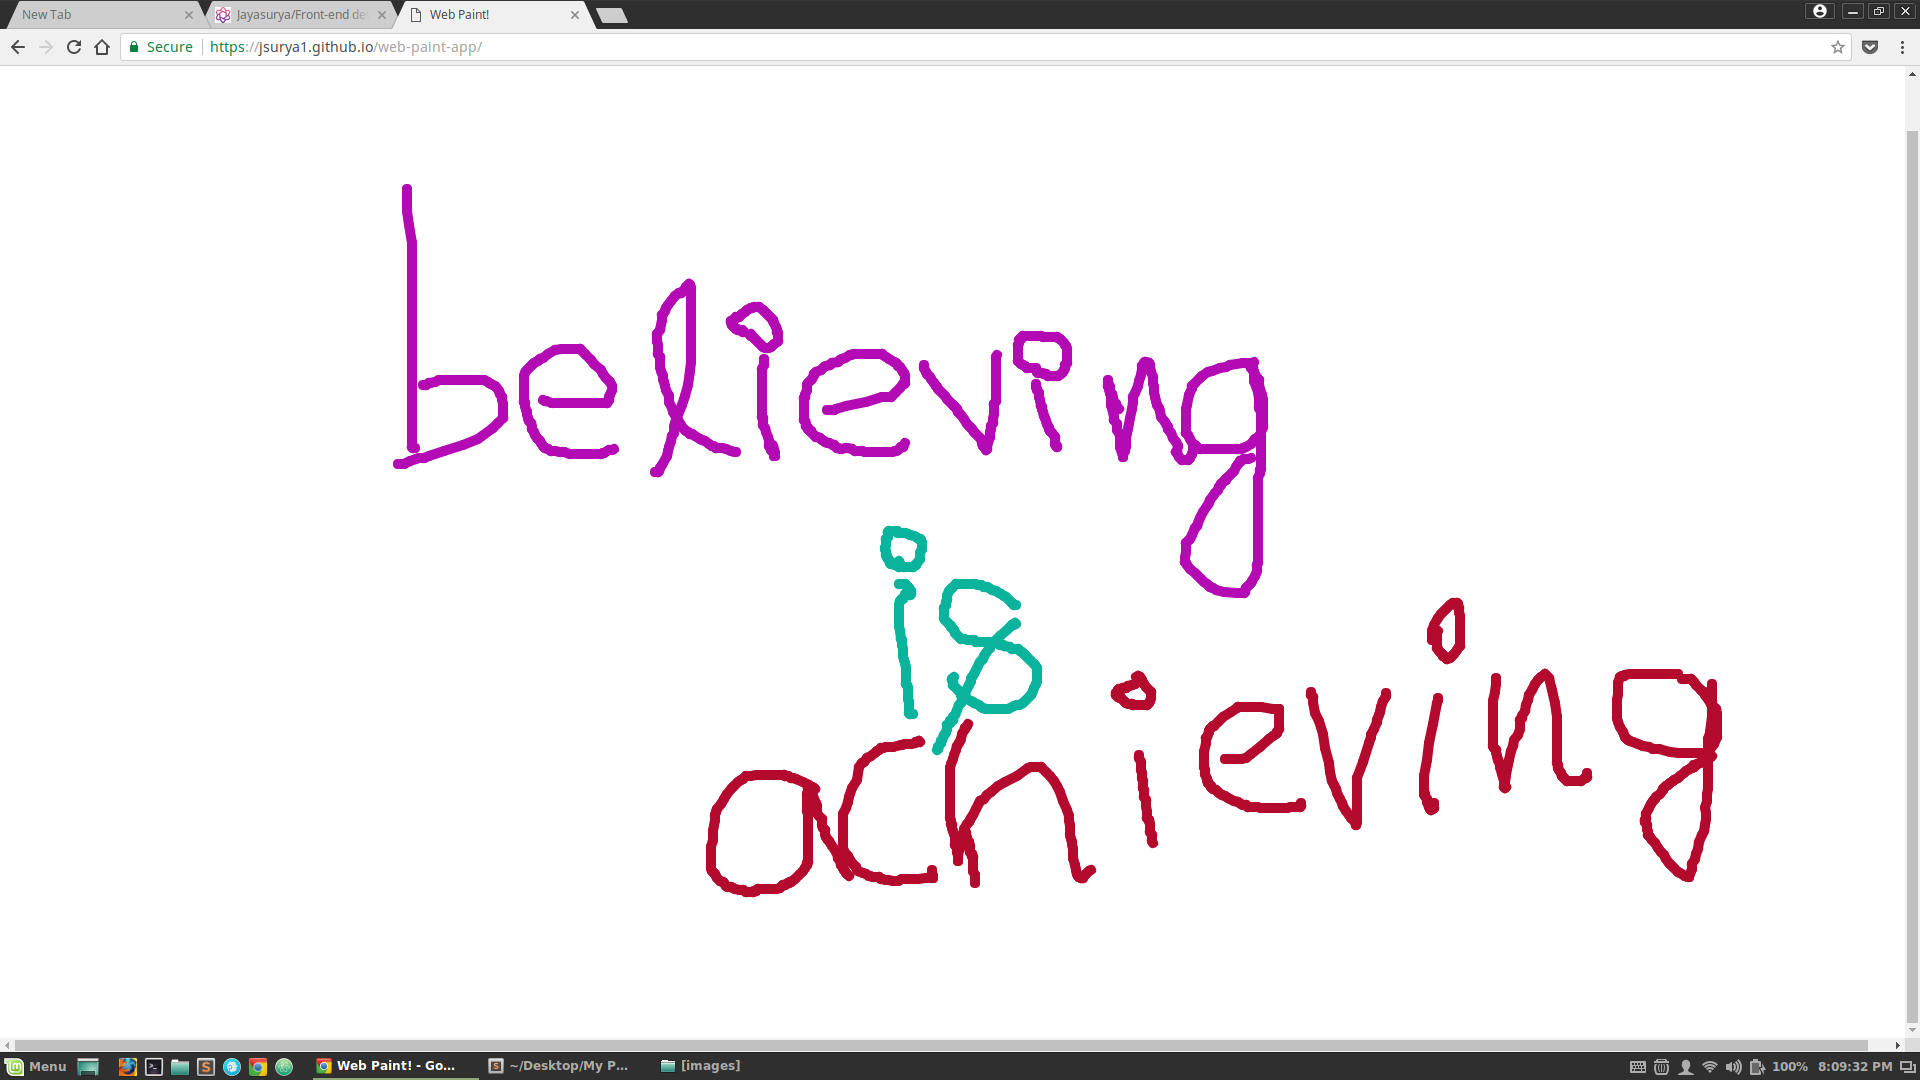 New Tab
Jayasurya/Front-end de
Web Paint!
Secure https://jsurya1.github.io/web-paint-app/
believing
is
achieving
Menu
Web Paint! - Go...
~/Desktop/My P...
[images]
100%
8:09:32 PM